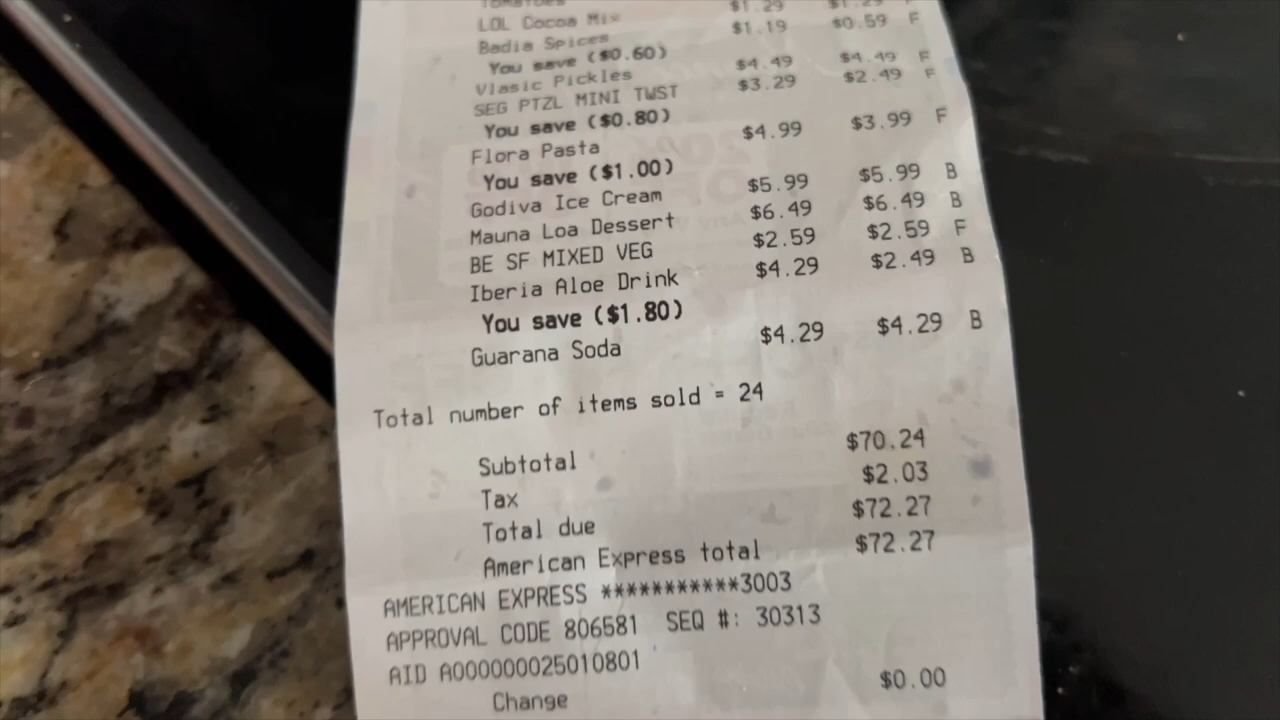 Tomatoes
LOL Cocoa Mix $1.29 $1.29 F
Badia Spices $1.19 $0.59 F
You save ($0.60)
Vlasic Pickles $4.49 $4.49 F
SEG PTZL MINI TWST $3.29 $2.49 F
You save ($0.80)
Flora Pasta $4.99 $3.99 F
You save ($1.00)
Godiva Ice Cream $5.99 $5.99 B
Mauna Loa Dessert $6.49 $6.49 B
BE SF MIXED VEG $2.59 $2.59 F
Iberia Aloe Drink $4.29 $2.49 B
You save ($1.80)
Guarana Soda $4.29 $4.29 B
Total number of items sold = 24
Subtotal $70.24
Tax $2.03
Total due $72.27
American Express total $72.27
AMERICAN EXPRESS ***********3003
APPROVAL CODE 806581 SEQ #: 30313
AID A000000025010801
Change $0.00